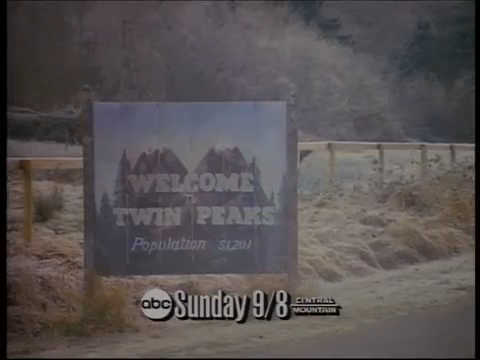 WELCOME
TO
TWIN PEAKS
Population 51,201
abc Sunday 9/8 CENTRAL
MOUNTAIN